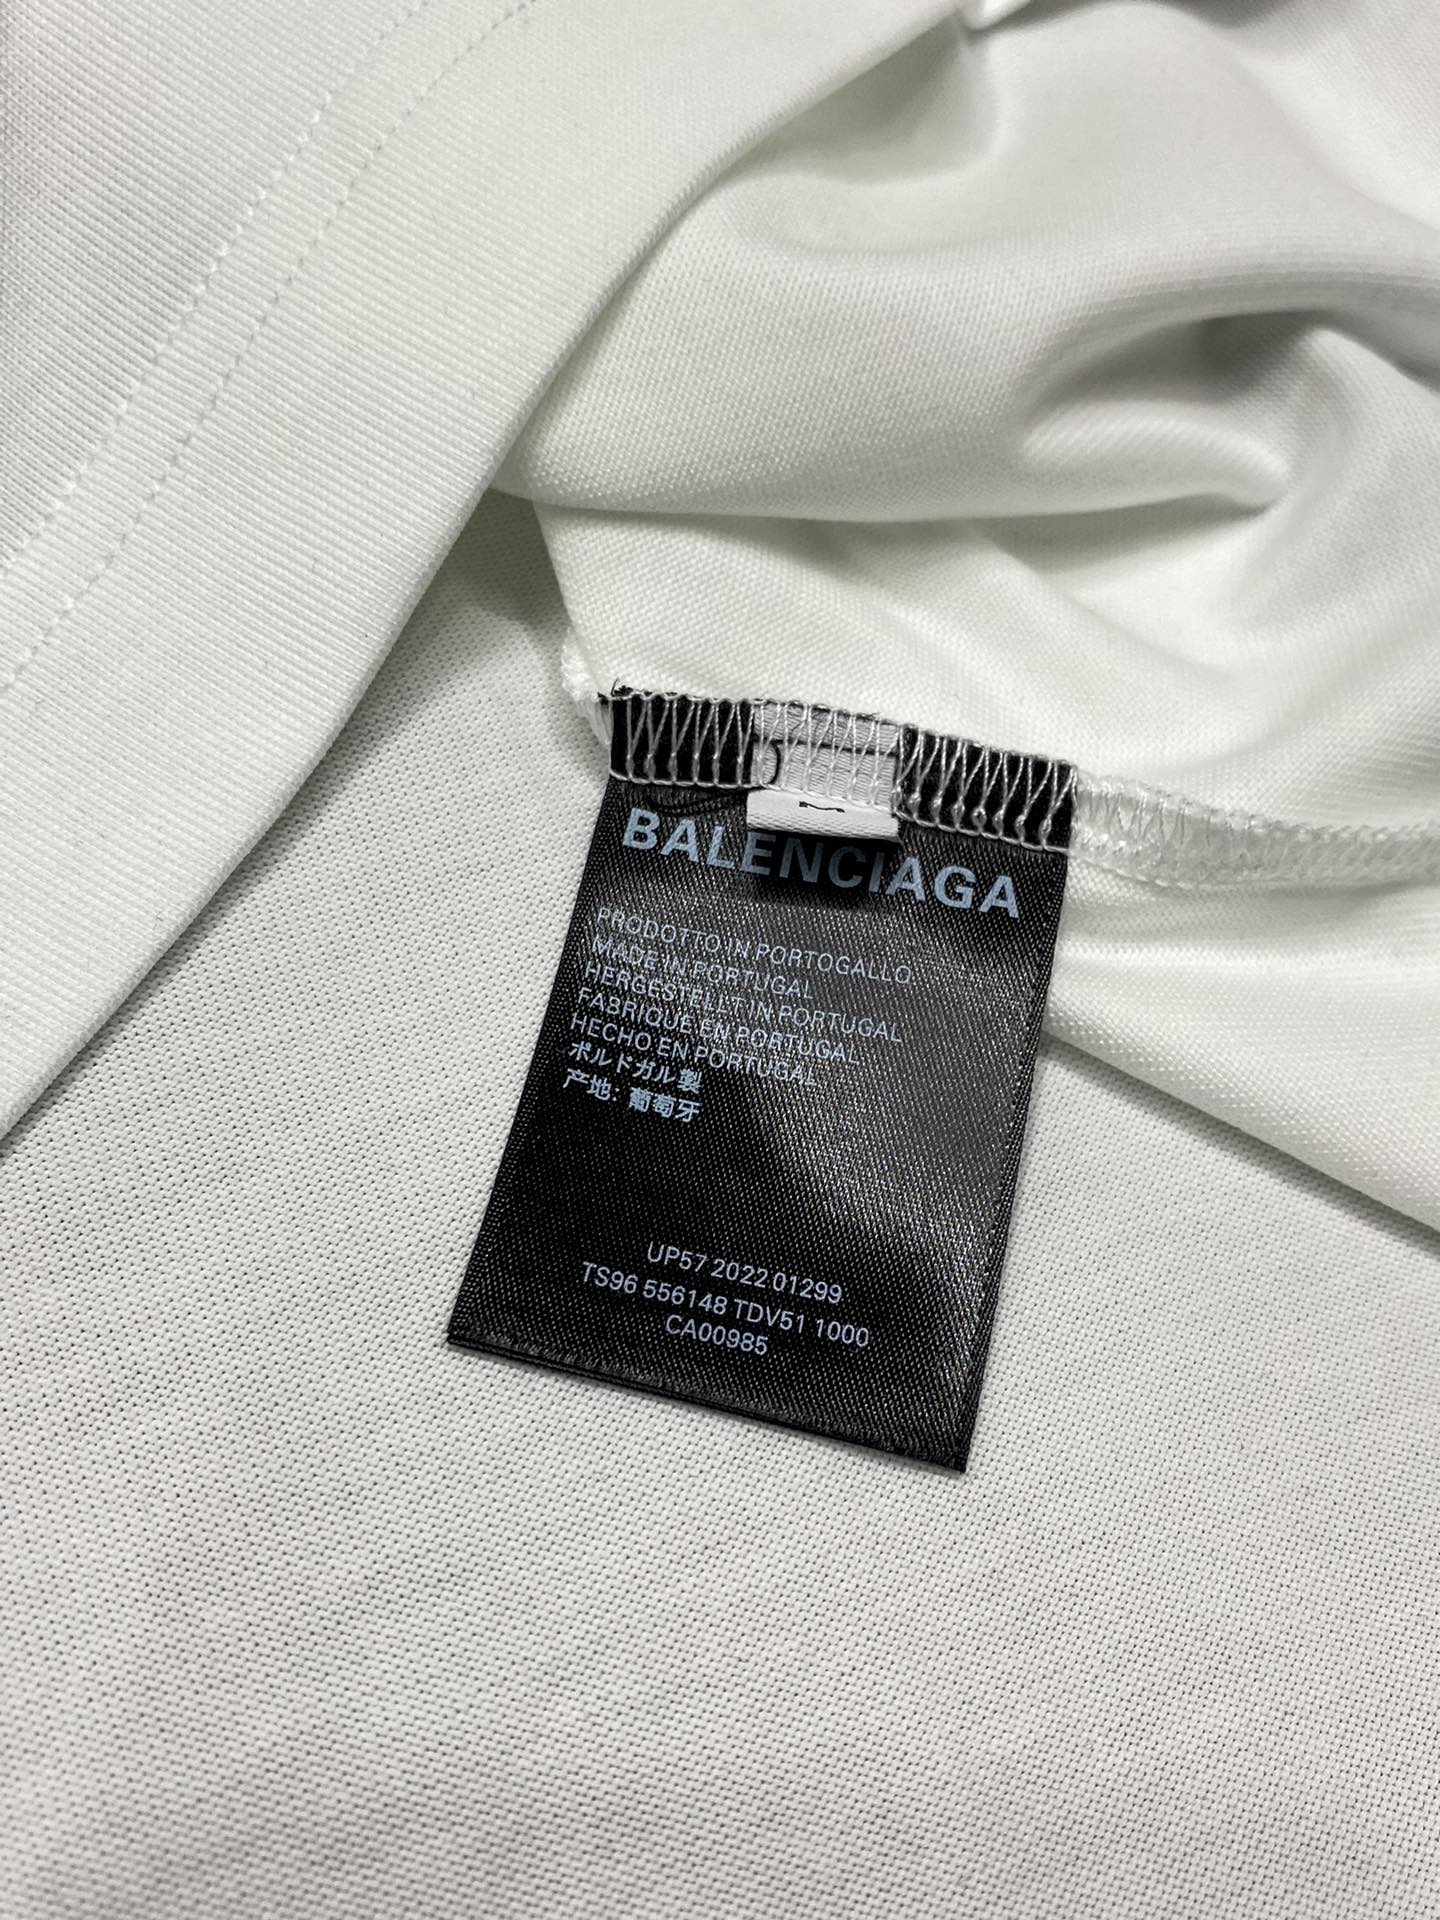 BALENCIAGA
PRODOTTO IN PORTOGALLO
MADE IN PORTUGAL
HERGESTELLT IN PORTUGAL
FABRIQUE EN PORTUGAL
HECHO EN PORTUGAL
ポルトガル製
产地: 葡萄牙
UP57 2022 01299
TS96 556148 TDV51 1000
CA00985